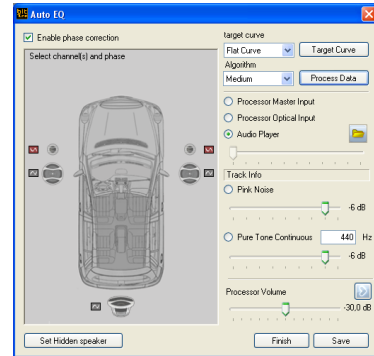 Auto EQ
Enable phase correction
Select channel(s) and phase
target curve
Flat Curve
Target Curve
Algorithm
Medium
Process Data
Processor Master Input
Processor Optical Input
Audio Player
Track Info
Pink Noise
-6 dB
Pure Tone Continuous
440 Hz
-6 dB
Processor Volume
-30,0 dB
Set Hidden speaker
Finish
Save